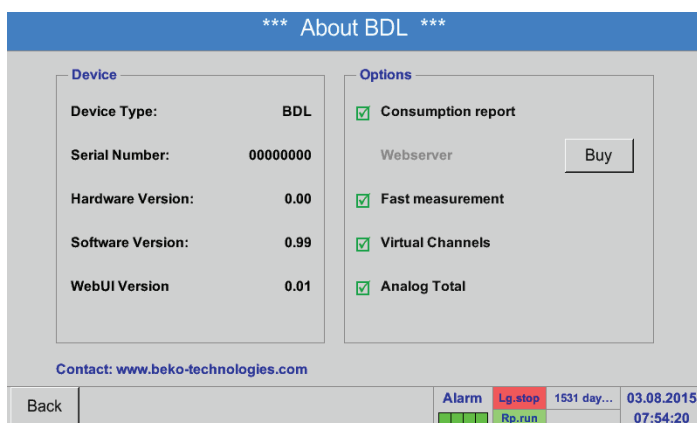 *** About BDL ***
Device
Device Type: BDL
Serial Number: 00000000
Hardware Version: 0.00
Software Version: 0.99
WebUI Version 0.01
Options
Consumption report
Webserver Buy
Fast measurement
Virtual Channels
Analog Total
Contact: www.beko-technologies.com
Back
Alarm
Lg.stop
Rp.run
1531 day...
03.08.2015
07:54:20